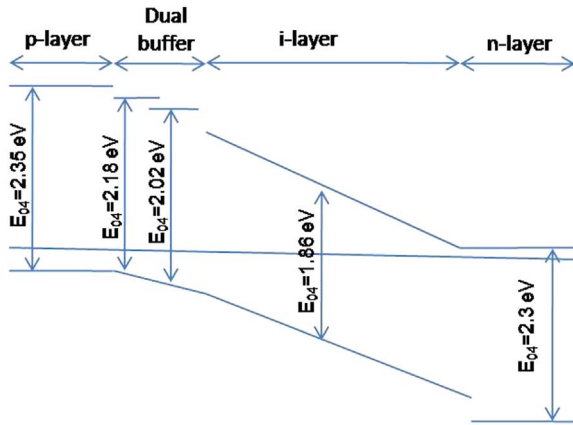 p-layer
Dual
buffer
i-layer
n-layer
E04=2.35 eV
E04=2.18 eV
E04=2.02 eV
E04=1.86 eV
E04=2.3 eV